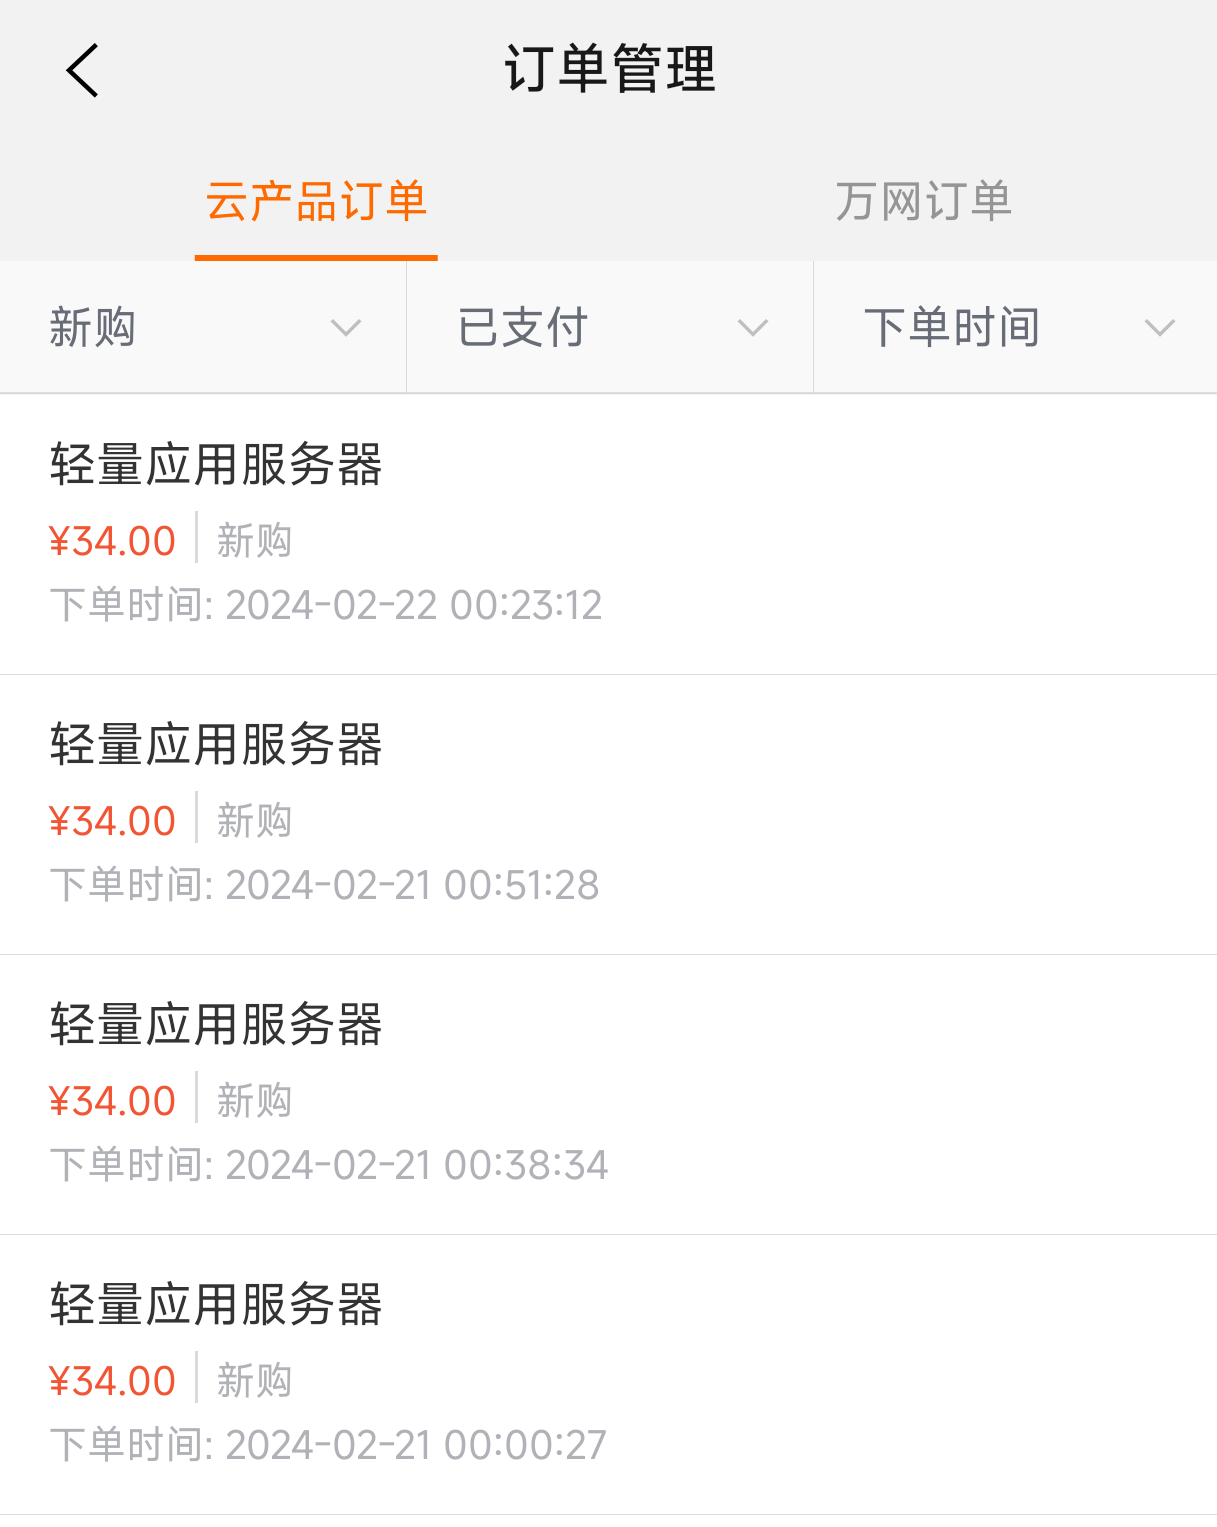 订单管理
云产品订单 万网订单
新购 已支付 下单时间
轻量应用服务器
¥34.00 新购
下单时间: 2024-02-22 00:23:12
轻量应用服务器
¥34.00 新购
下单时间: 2024-02-21 00:51:28
轻量应用服务器
¥34.00 新购
下单时间: 2024-02-21 00:38:34
轻量应用服务器
¥34.00 新购
下单时间: 2024-02-21 00:00:27